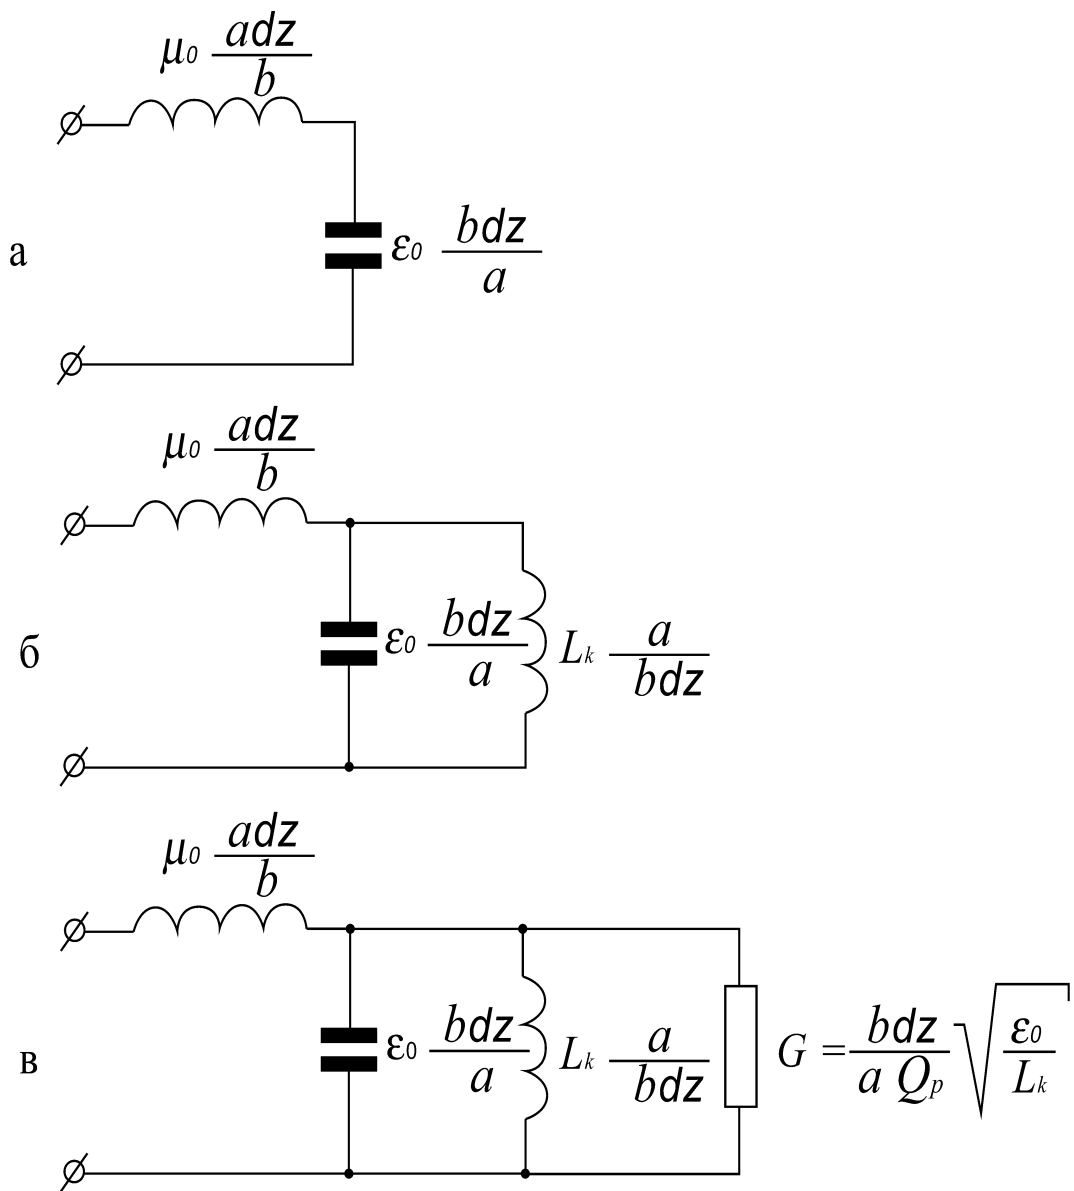 μ₀ adz/b
а
ε₀ bdz/a
μ₀ adz/b
б
ε₀ bdz/a
Lₖ a/bdz
μ₀ adz/b
в
ε₀ bdz/a
Lₖ a/bdz
G = bdz/(a Qₚ) √(ε₀/Lₖ)